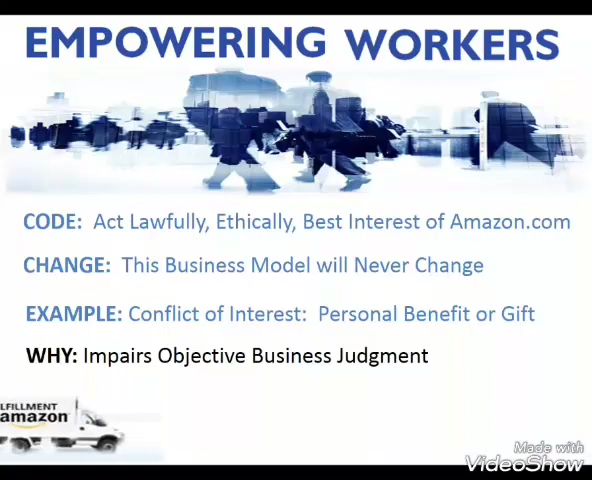 EMPOWERING WORKERS
CODE: Act Lawfully, Ethically, Best Interest of Amazon.com
CHANGE: This Business Model will Never Change
EXAMPLE: Conflict of Interest: Personal Benefit or Gift
WHY: Impairs Objective Business Judgment
LFILLMENT
amazon
Made with
VideoShow